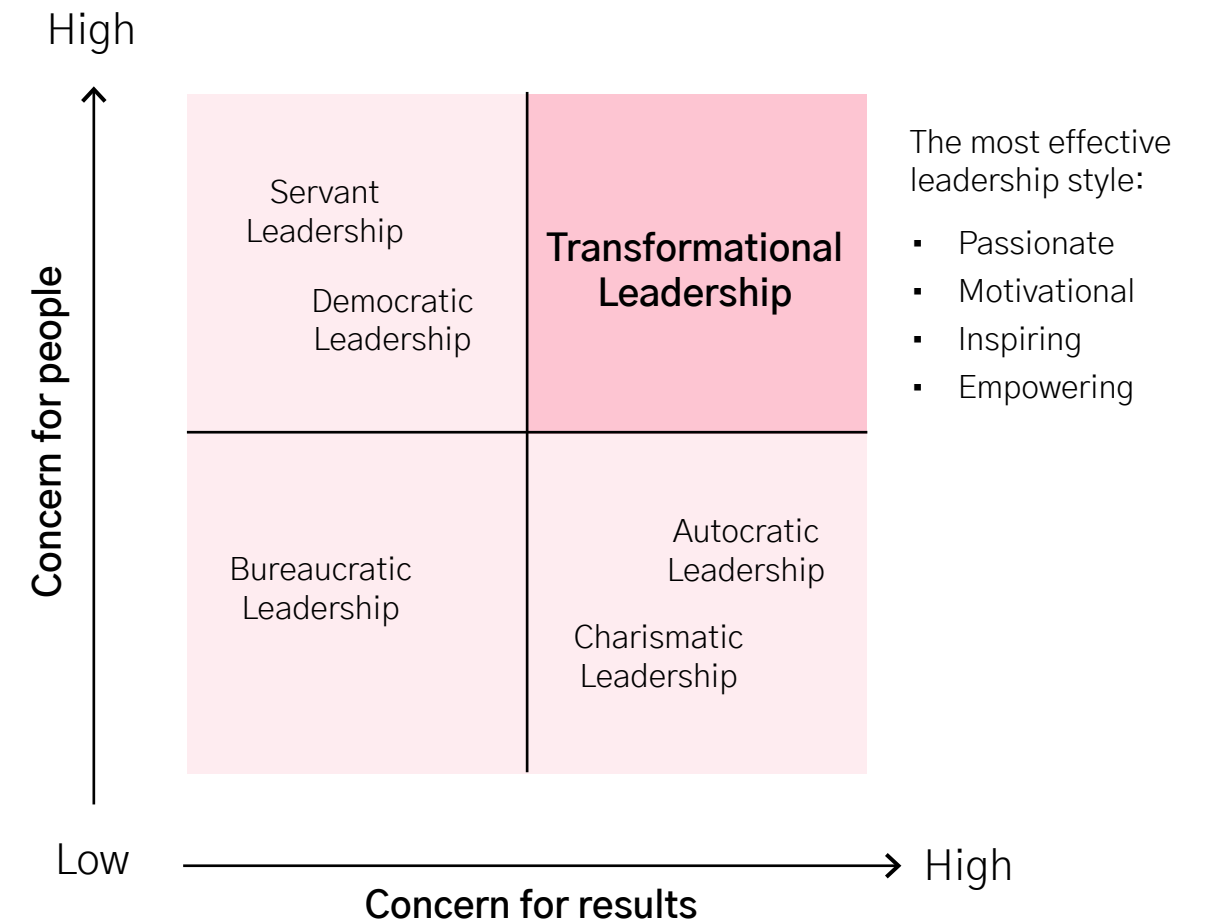 High
Concern for people
Servant
Leadership
Democratic
Leadership
Transformational
Leadership
The most effective
leadership style:
▪ Passionate
▪ Motivational
▪ Inspiring
▪ Empowering
Bureaucratic
Leadership
Autocratic
Leadership
Charismatic
Leadership
Low
High
Concern for results